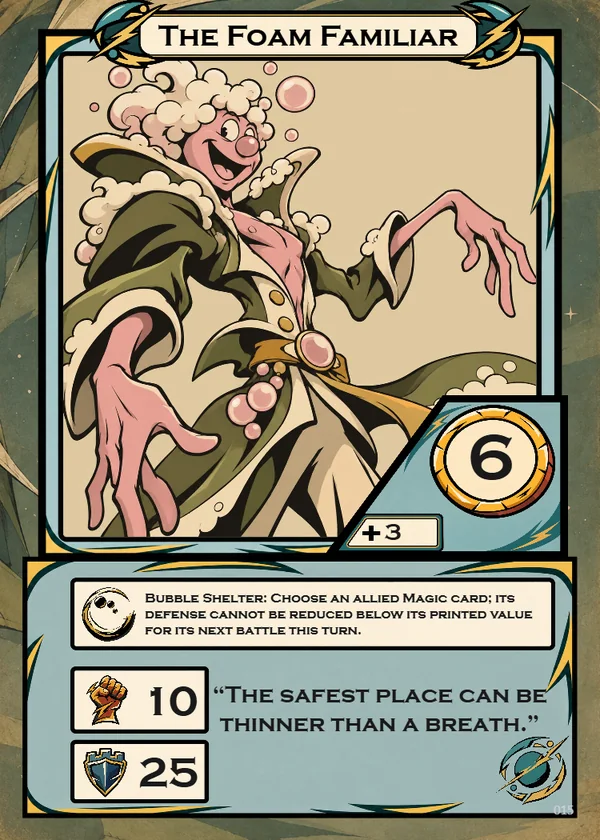 The Foam Familiar
6
+3
Bubble Shelter: Choose an allied Magic card; its
defense cannot be reduced below its printed value
for its next battle this turn.
10
25
“The safest place can be
thinner than a breath.”
015